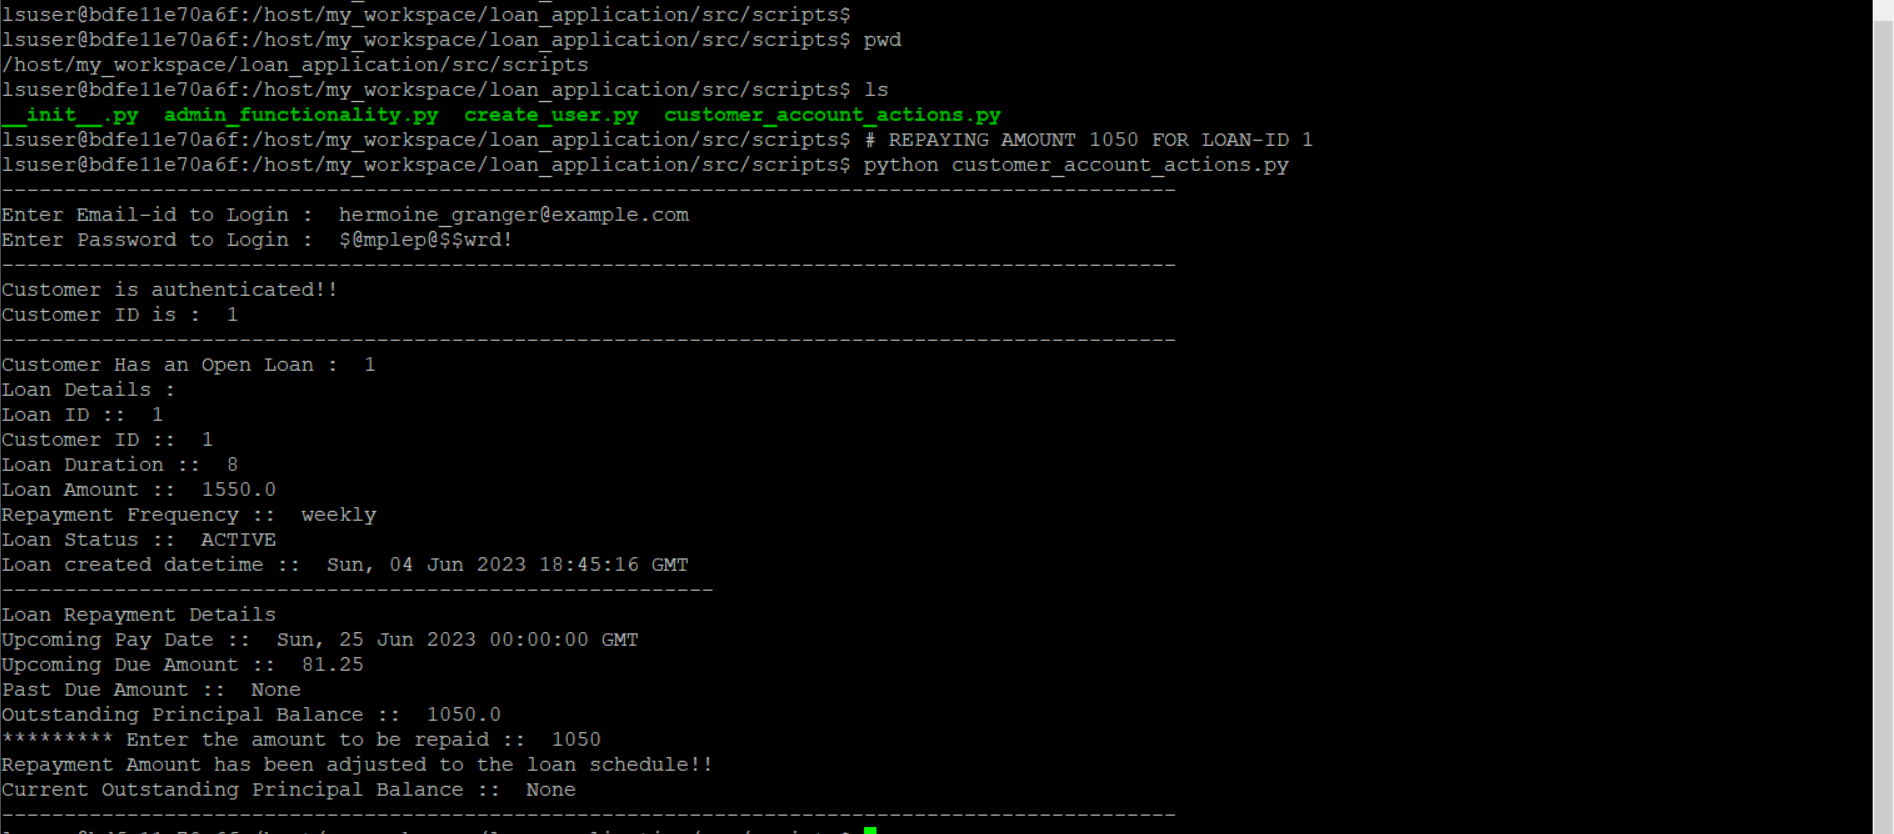 lsuser@bdfe11e70a6f:/host/my_workspace/loan_application/src/scripts$
lsuser@bdfe11e70a6f:/host/my_workspace/loan_application/src/scripts$ pwd
/host/my_workspace/loan_application/src/scripts
lsuser@bdfe11e70a6f:/host/my_workspace/loan_application/src/scripts$ ls
__init__.py  admin_functionality.py  create_user.py  customer_account_actions.py
lsuser@bdfe11e70a6f:/host/my_workspace/loan_application/src/scripts$ # REPAYING AMOUNT 1050 FOR LOAN-ID 1
lsuser@bdfe11e70a6f:/host/my_workspace/loan_application/src/scripts$ python customer_account_actions.py
----------------------------------------------------------------------------------------------
Enter Email-id to Login :  hermoine_granger@example.com
Enter Password to Login :  $@mplep@$$wrd!
----------------------------------------------------------------------------------------------
Customer is authenticated!!
Customer ID is :  1
----------------------------------------------------------------------------------------------
Customer Has an Open Loan :  1
Loan Details :
Loan ID ::  1
Customer ID ::  1
Loan Duration ::  8
Loan Amount ::  1550.0
Repayment Frequency ::  weekly
Loan Status ::  ACTIVE
Loan created datetime ::  Sun, 04 Jun 2023 18:45:16 GMT
---------------------------------------------------------
Loan Repayment Details
Upcoming Pay Date ::  Sun, 25 Jun 2023 00:00:00 GMT
Upcoming Due Amount ::  81.25
Past Due Amount ::  None
Outstanding Principal Balance ::  1050.0
********* Enter the amount to be repaid ::  1050
Repayment Amount has been adjusted to the loan schedule!!
Current Outstanding Principal Balance ::  None
----------------------------------------------------------------------------------------------